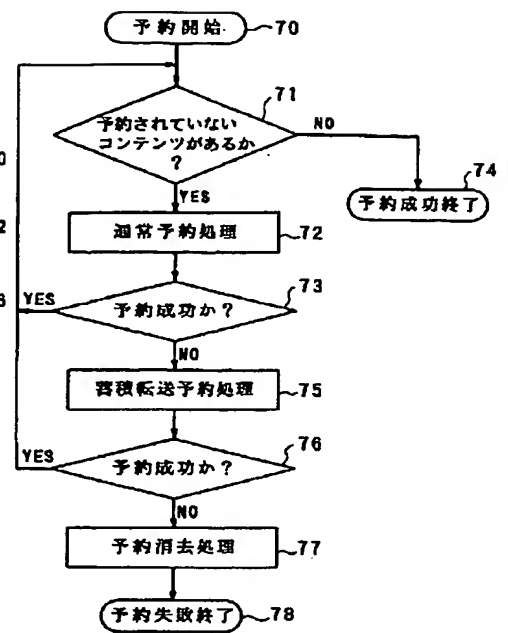 予約開始
70
71
予約されていない
コンテンツがあるか
?
NO
74
予約成功終了
0
YES
通常予約処理
72
2
73
6
YES
予約成功か?
NO
蓄積転送予約処理
75
76
YES
予約成功か?
NO
予約消去処理
77
予約失敗終了
78